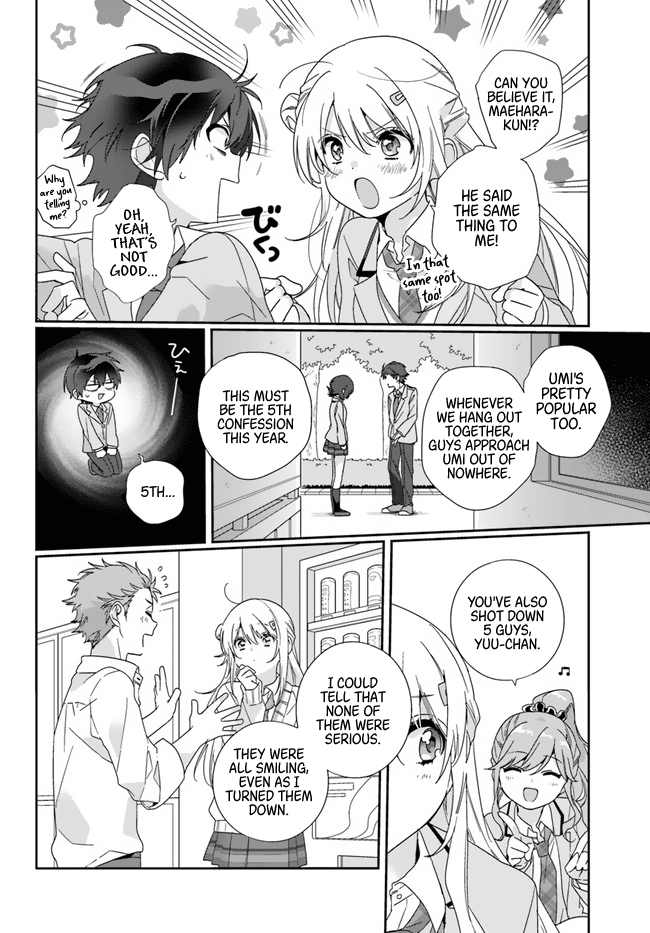 CAN YOU
BELIEVE IT,
MAEHARA-
KUN!?
HE SAID
THE SAME
THING TO
ME!
In that
same spot
too!
びくっ
OH,
YEAH,
THAT'S
NOT
GOOD...
Why
are you
telling
me?
UMI'S
PRETTY
POPULAR
TOO.
WHENEVER
WE HANG OUT
TOGETHER,
GUYS APPROACH
UMI OUT OF
NOWHERE.
THIS MUST
BE THE 5TH
CONFESSION
THIS YEAR.
ひえー
5TH...
YOU'VE ALSO
SHOT DOWN
5 GUYS,
YUU-CHAN.
I COULD
TELL THAT
NONE OF
THEM WERE
SERIOUS.
THEY WERE
ALL SMILING,
EVEN AS I
TURNED THEM
DOWN.